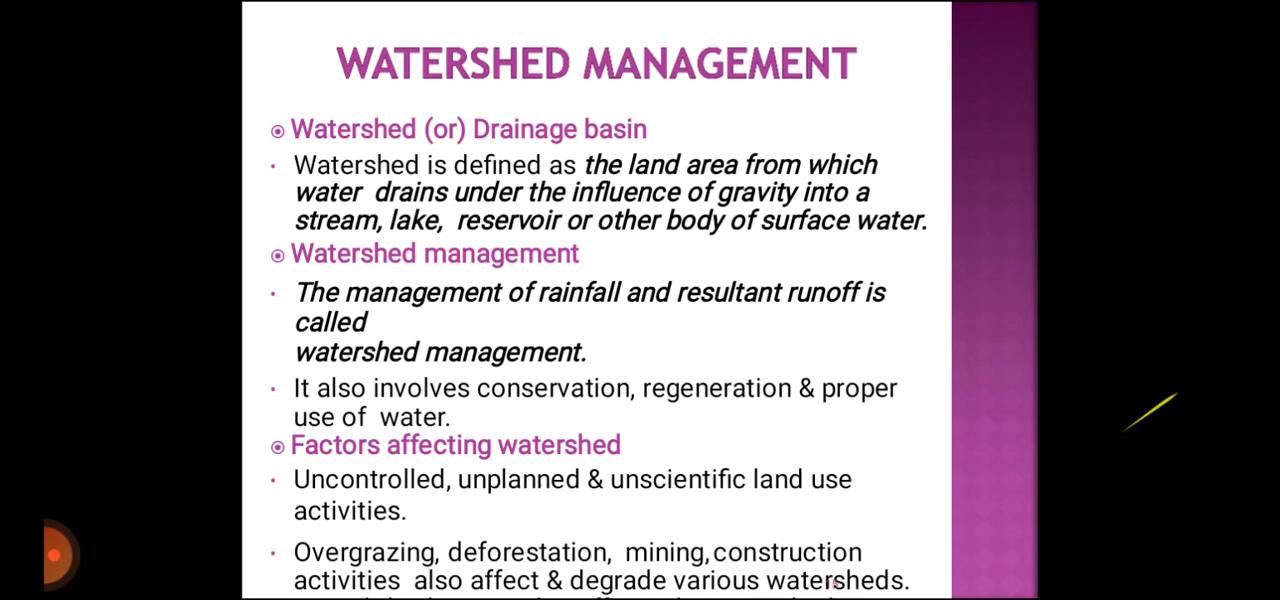 WATERSHED MANAGEMENT
Watershed (or) Drainage basin
Watershed is defined as the land area from which
water drains under the influence of gravity into a
stream, lake, reservoir or other body of surface water.
Watershed management
The management of rainfall and resultant runoff is
called
watershed management.
It also involves conservation, regeneration & proper
use of water.
Factors affecting watershed
Uncontrolled, unplanned & unscientific land use
activities.
Overgrazing, deforestation, mining,construction
activities also affect & degrade various watersheds.